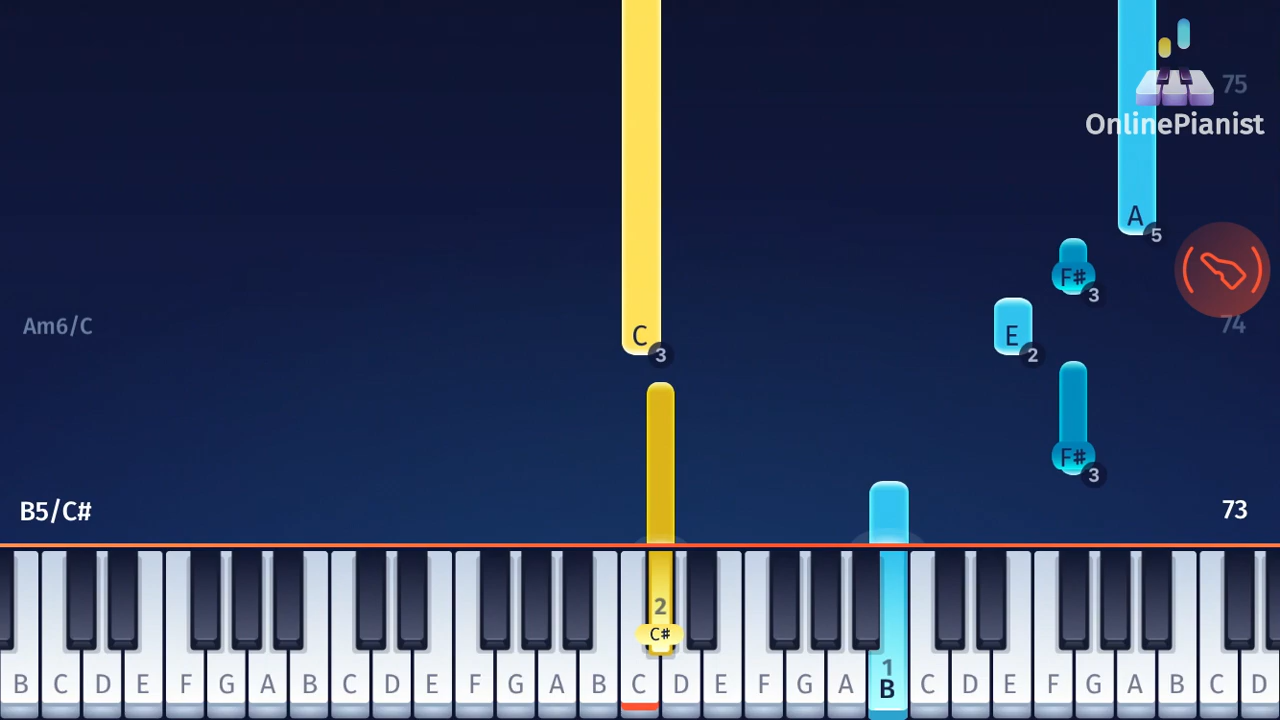 75
OnlinePianist
A
5
F#
3
Am6/C
C
3
E
2
74
F#
3
B5/C#
73
2
C#
1
B C D E F G A B C D E F G A B C D E F G A B C D E F G A B C D